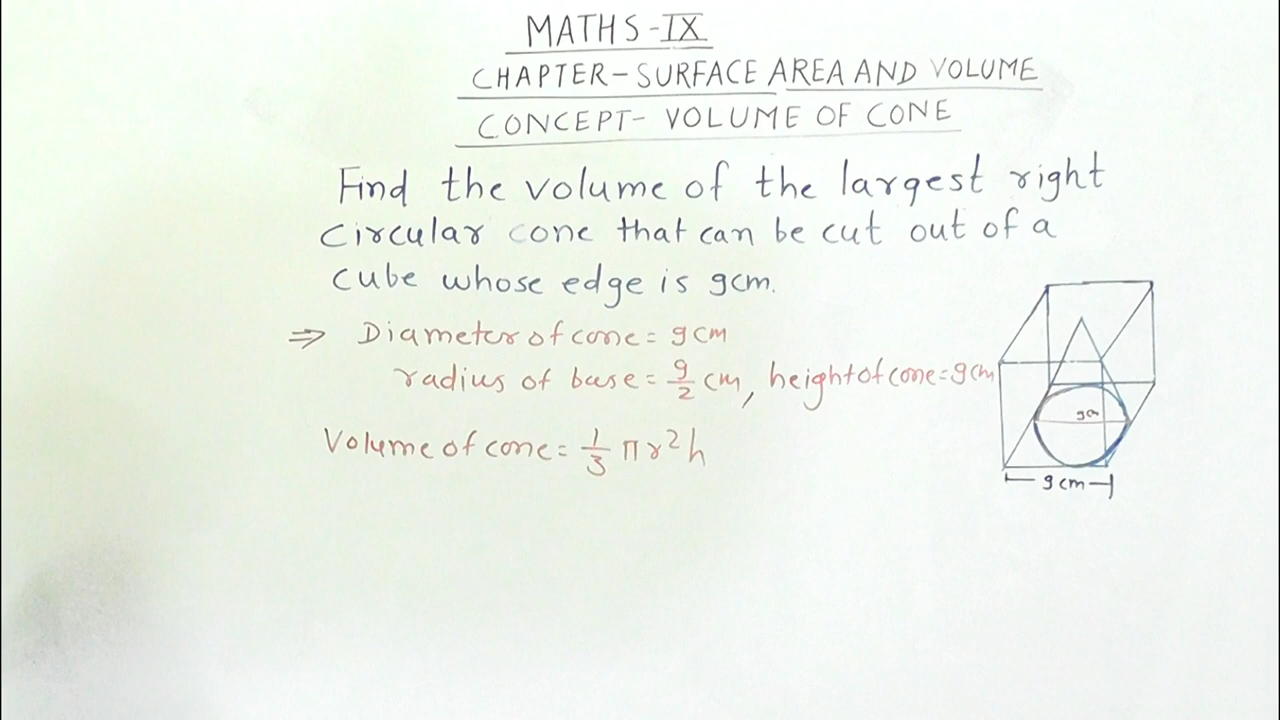 MATHS-IX
CHAPTER-SURFACE AREA AND VOLUME
CONCEPT- VOLUME OF CONE
Find the volume of the largest right
circular cone that can be cut out of a
cube whose edge is 9cm.
⇒ Diameter of cone = 9cm
radius of base = 9/2 cm, height of cone = 9cm
Volume of cone = 1/3 πr²h
9cm
9cm